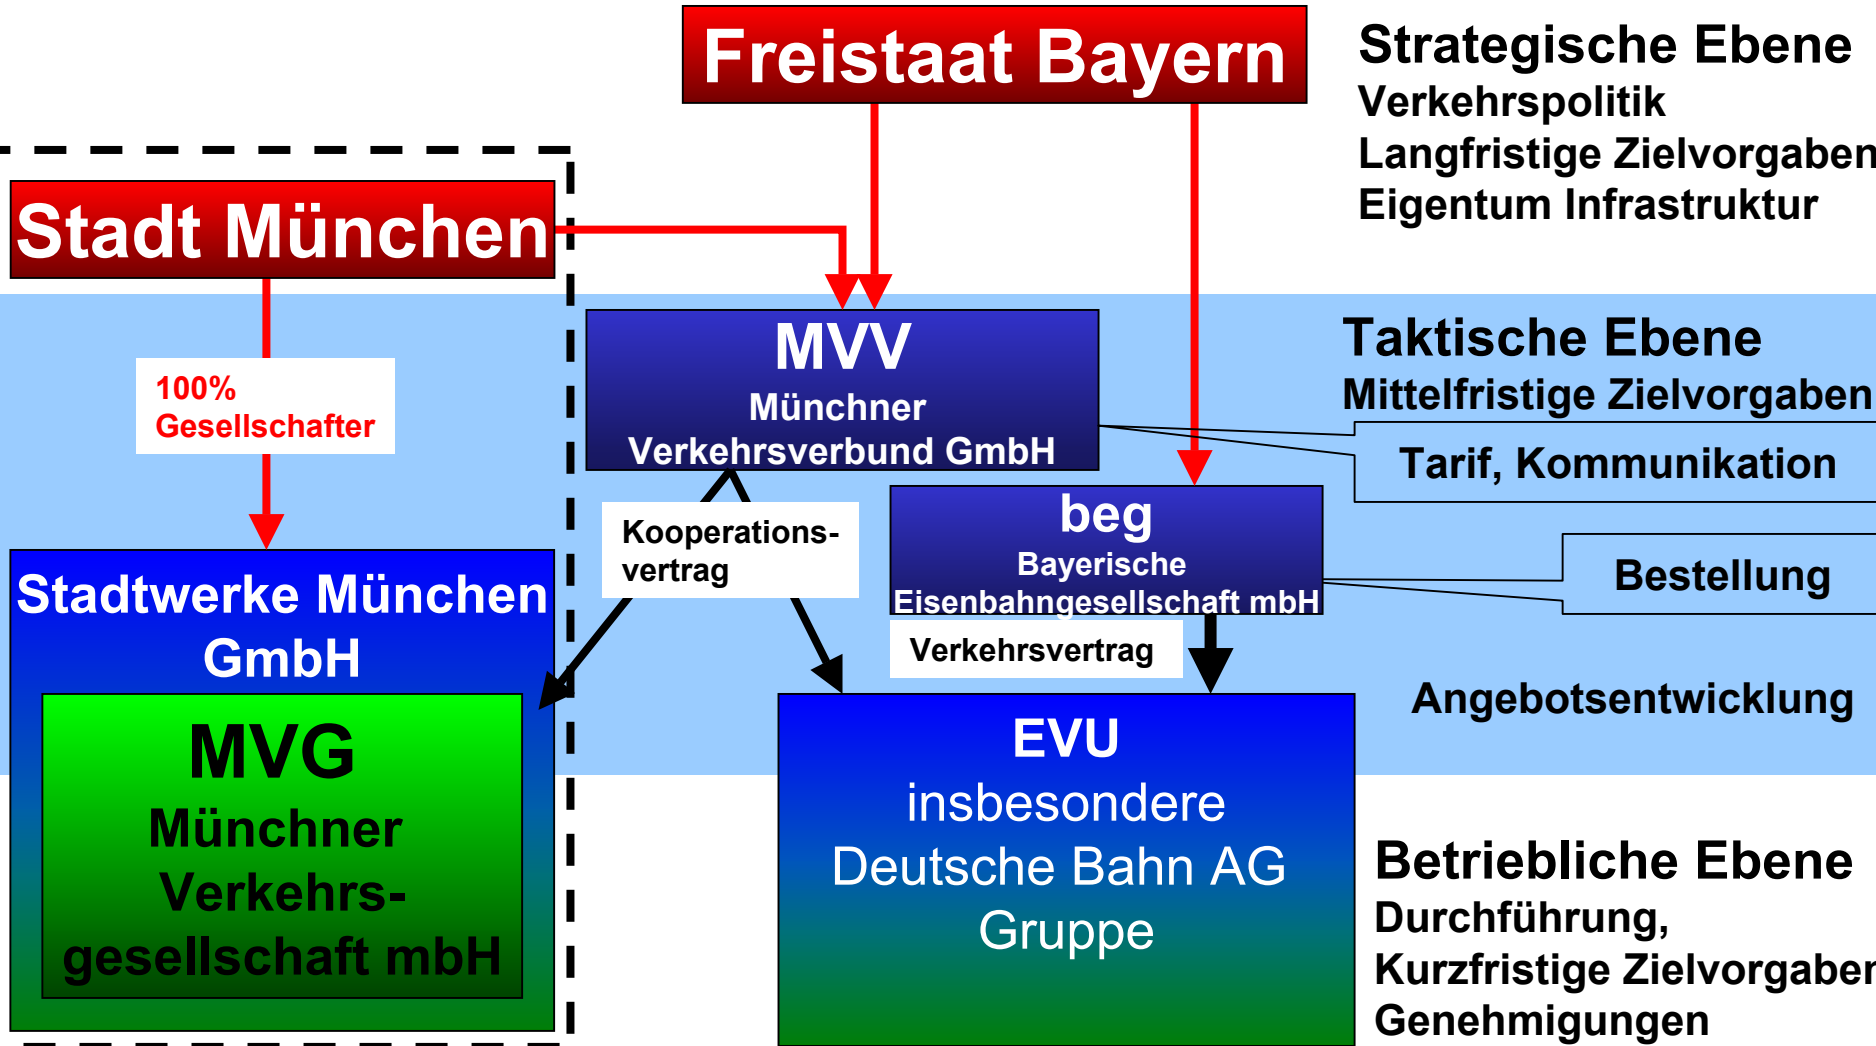 Freistaat Bayern
Strategische Ebene
Verkehrspolitik
Langfristige Zielvorgaben
Eigentum Infrastruktur
Stadt München
100%
Gesellschafter
MVV
Münchner
Verkehrsverbund GmbH
Taktische Ebene
Mittelfristige Zielvorgaben
Tarif, Kommunikation
Kooperations-
vertrag
beg
Bayerische
Eisenbahngesellschaft mbH
Bestellung
Verkehrsvertrag
Angebotsentwicklung
Stadtwerke München
GmbH
MVG
Münchner
Verkehrs-
gesellschaft mbH
EVU
insbesondere
Deutsche Bahn AG
Gruppe
Betriebliche Ebene
Durchführung,
Kurzfristige Zielvorgaben
Genehmigungen